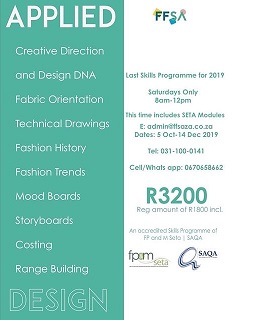 APPLIED
Creative Direction
and Design DNA
Fabric Orientation
Technical Drawings
Fashion History
Fashion Trends
Mood Boards
Storyboards
Costing
Range Building
DESIGN
FFSA
Last Skills Programme for 2019
Saturdays Only
8am-12pm
This time includes SETA Modules
E: admin@ffsaza.co.za
Dates: 5 Oct-14 Dec 2019
Tel: 031-100-0141
Cell/Whats app: 0670658662
R3200
Reg amount of R1800 incl.
An accredited Skills Programme of
FP and M Seta | SAQA
fpm
seta
SAQA